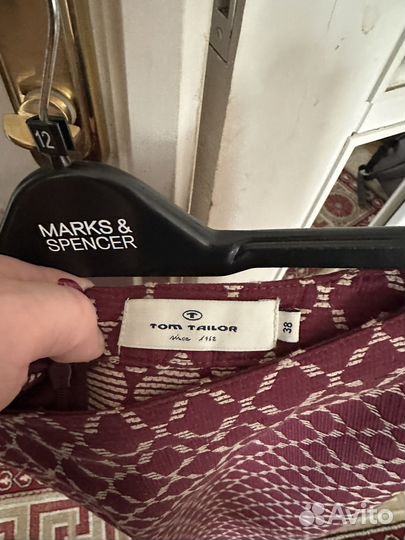 12
MARKS &
SPENCER
TOM TAILOR
since 1962
38
Avito